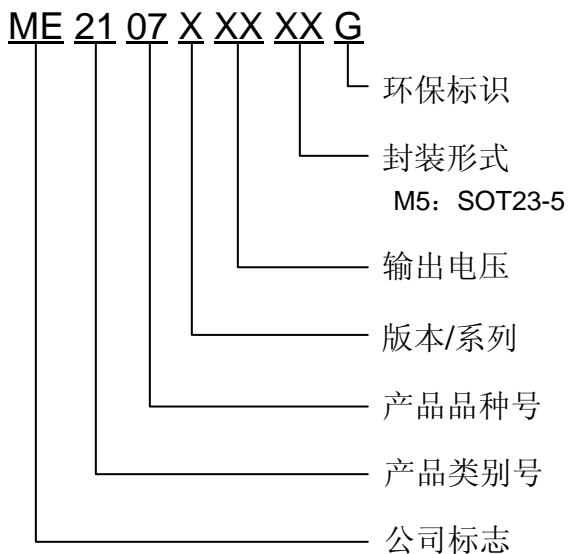 ME 21 07 X XX XX G
环保标识
封装形式
M5：SOT23-5
输出电压
版本/系列
产品品种号
产品类别号
公司标志